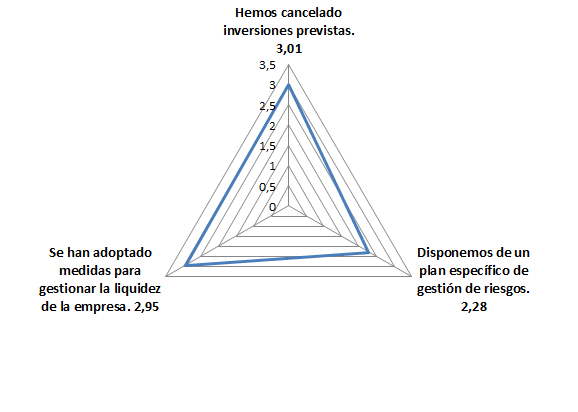 Hemos cancelado
inversiones previstas.
3,01
3,5
3
2,5
2
1,5
1
0,5
0
Se han adoptado
medidas para
gestionar la liquidez
de la empresa. 2,95
Disponemos de un
plan específico de
gestión de riesgos.
2,28